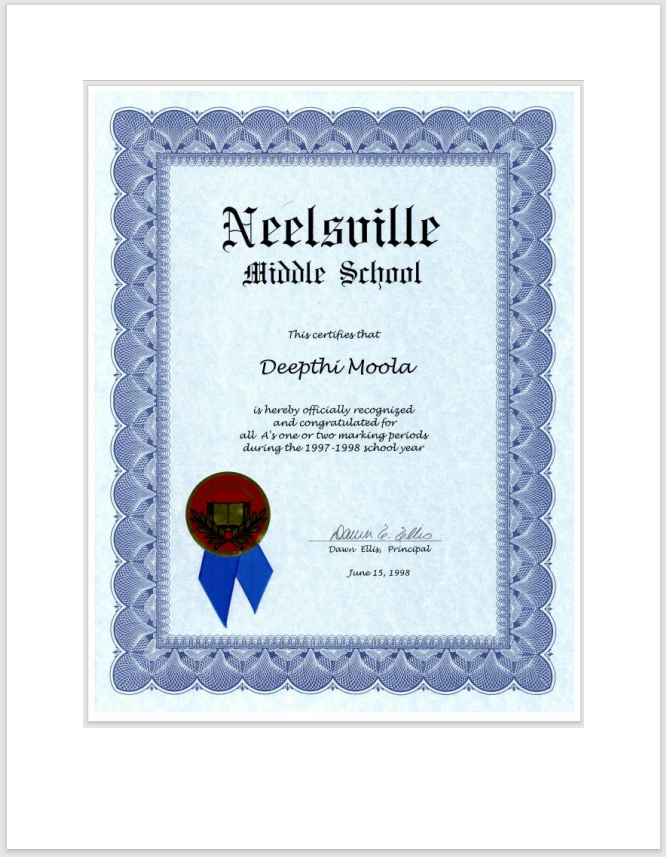 Neelsville
Middle School
This certifies that
Deepthi Moola
is hereby officially recognized
and congratulated for
all A's one or two marking periods
during the 1997-1998 school year
Dawn E. Ellis
Dawn Ellis, Principal
June 15, 1998